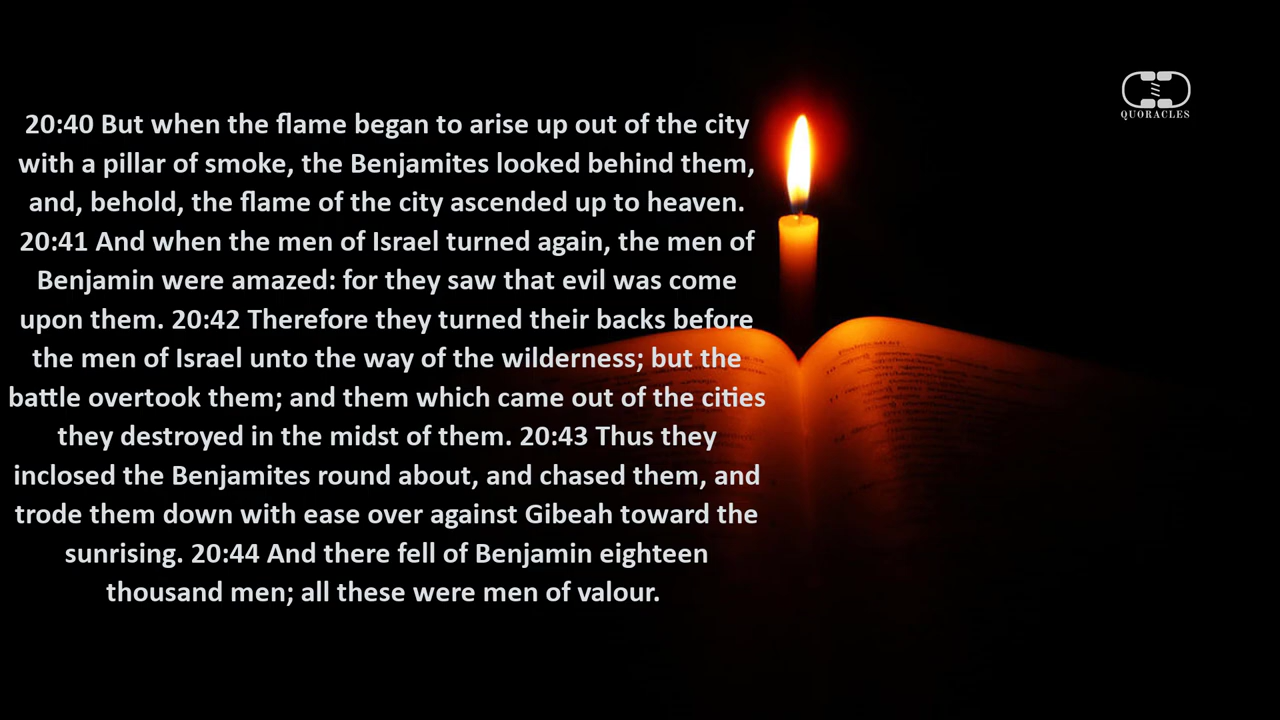 20:40 But when the flame began to arise up out of the city
with a pillar of smoke, the Benjamites looked behind them,
and, behold, the flame of the city ascended up to heaven.
20:41 And when the men of Israel turned again, the men of
Benjamin were amazed: for they saw that evil was come
upon them. 20:42 Therefore they turned their backs before
the men of Israel unto the way of the wilderness; but the
battle overtook them; and them which came out of the cities
they destroyed in the midst of them. 20:43 Thus they
inclosed the Benjamites round about, and chased them, and
trode them down with ease over against Gibeah toward the
sunrising. 20:44 And there fell of Benjamin eighteen
thousand men; all these were men of valour.
QUORACLES